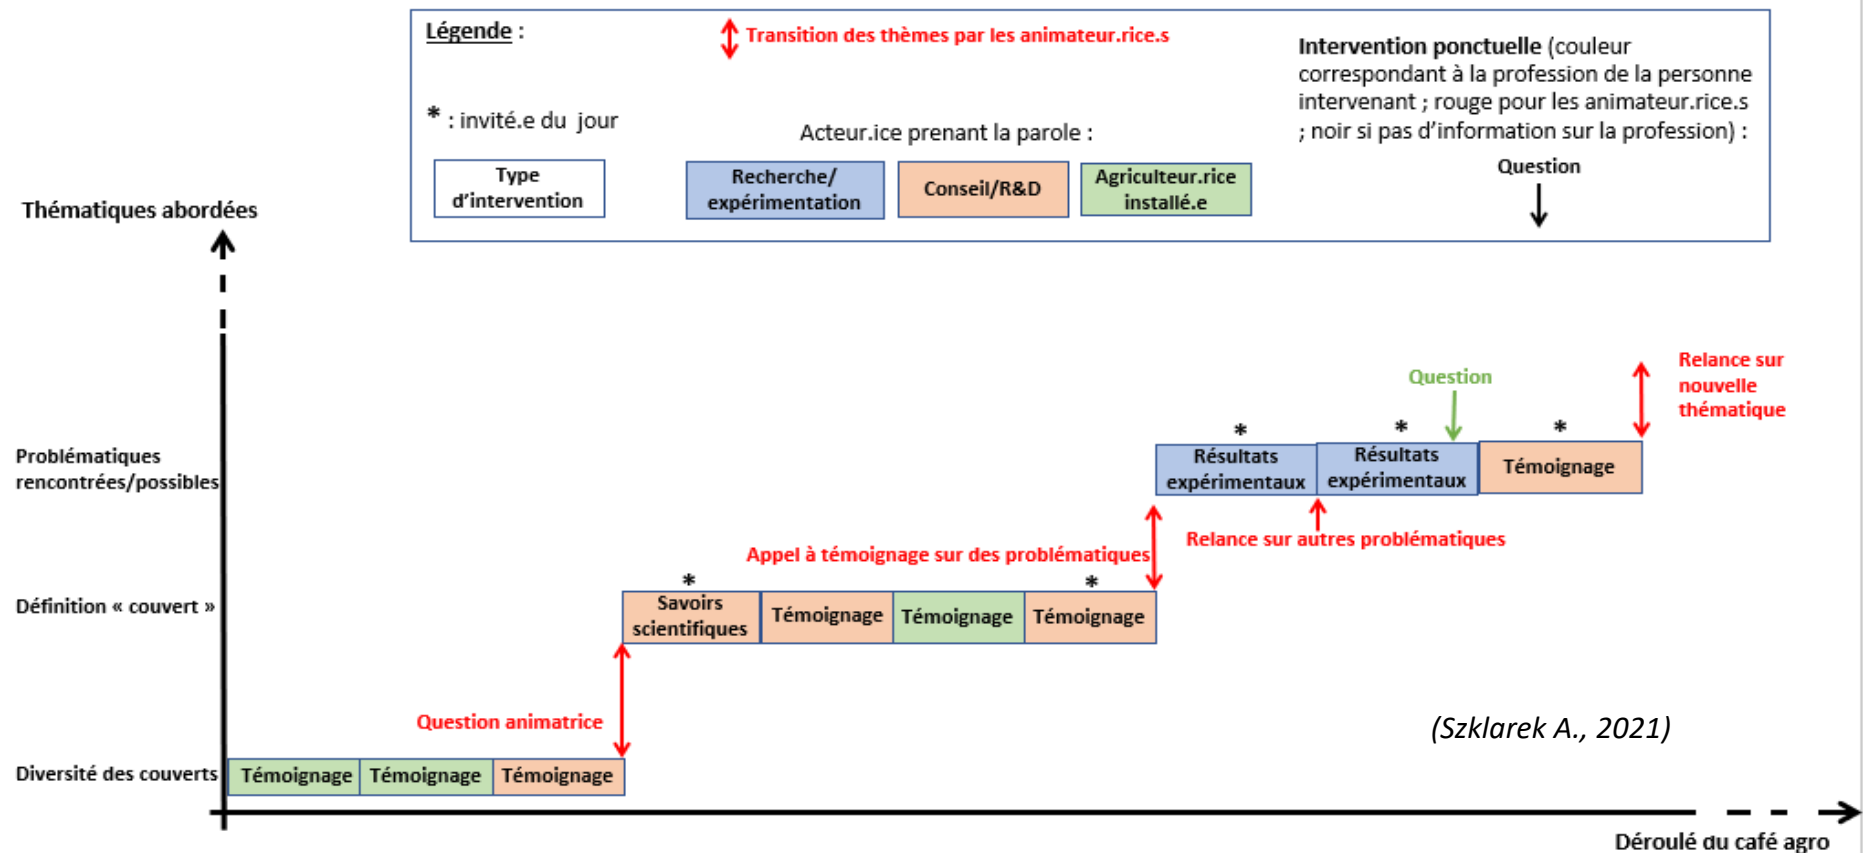 Légende :
Transition des thèmes par les animateur.rice.s
* : invité.e du jour
Acteur.ice prenant la parole :
Type
d'intervention
Recherche/
expérimentation
Conseil/R&D
Agriculteur.rice
installé.e
Intervention ponctuelle (couleur
correspondant à la profession de la personne
intervenant ; rouge pour les animateur.rice.s
; noir si pas d'information sur la profession) :
Question
Thématiques abordées
Relance sur
nouvelle
thématique
Question
Problématiques
rencontrées/possibles
*
*
*
Résultats
expérimentaux
Résultats
expérimentaux
Témoignage
Relance sur autres problématiques
Appel à témoignage sur des problématiques
Définition « couvert »
*
*
Savoirs
scientifiques
Témoignage
Témoignage
Témoignage
Question animatrice
(Szklarek A., 2021)
Diversité des couverts
Témoignage
Témoignage
Témoignage
Déroulé du café agro